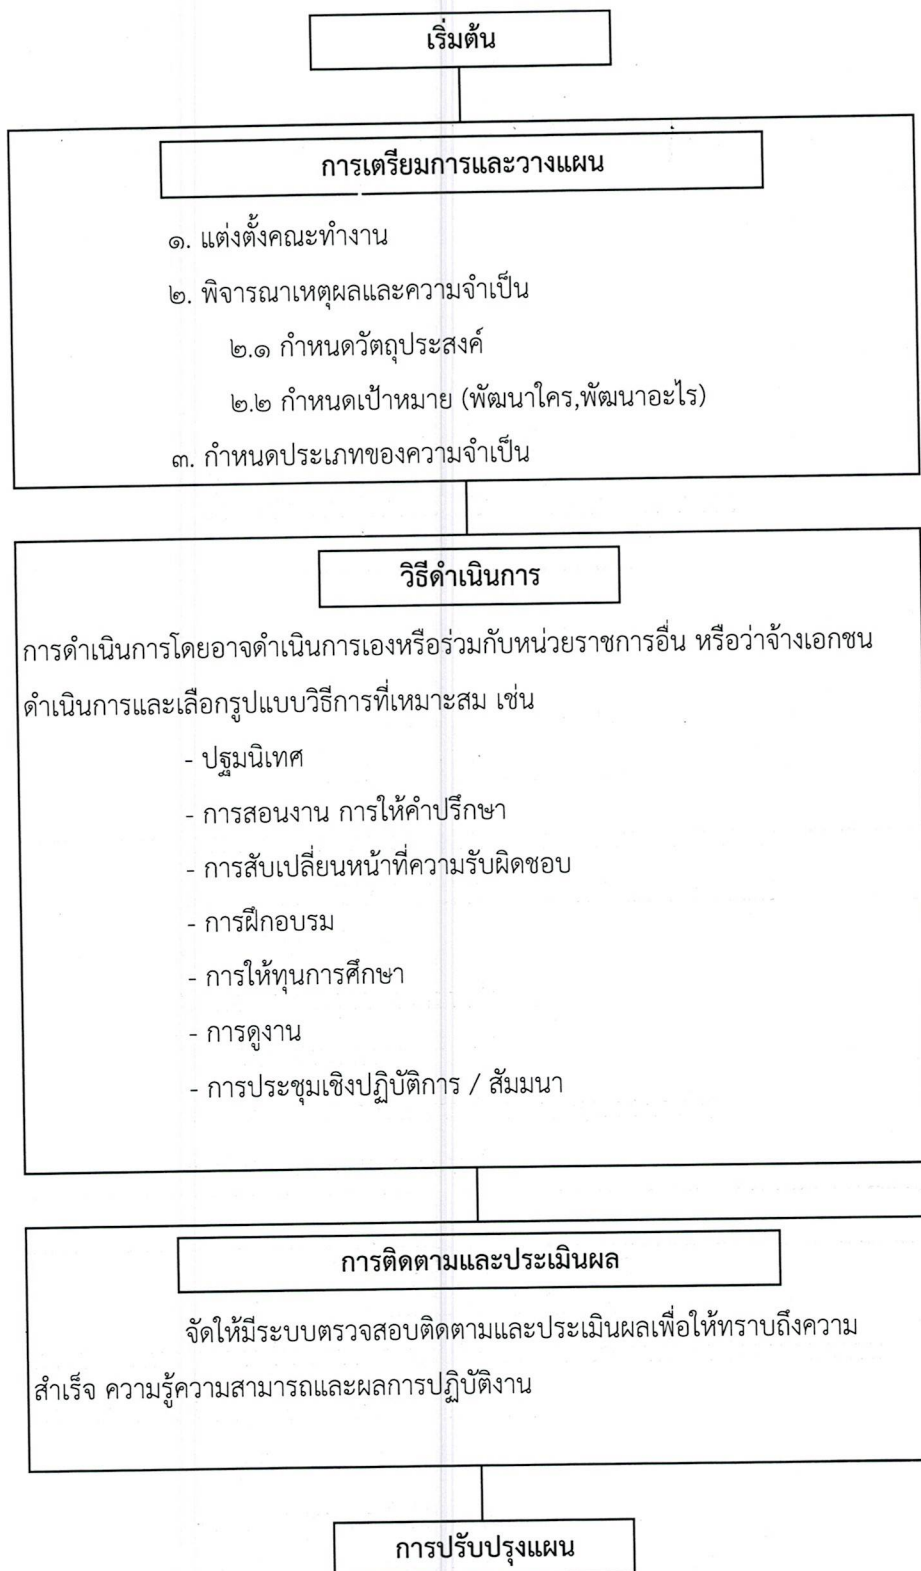 เริ่มต้น
การเตรียมการและวางแผน
๑. แต่งตั้งคณะทำงาน
๒. พิจารณาเหตุผลและความจำเป็น
๒.๑ กำหนดวัตถุประสงค์
๒.๒ กำหนดเป้าหมาย (พัฒนาใคร,พัฒนาอะไร)
๓. กำหนดประเภทของความจำเป็น
วิธีดำเนินการ
การดำเนินการโดยอาจดำเนินการเองหรือร่วมกับหน่วยราชการอื่น หรือว่าจ้างเอกชน
ดำเนินการและเลือกรูปแบบวิธีการที่เหมาะสม เช่น
- ปฐมนิเทศ
- การสอนงาน การให้คำปรึกษา
- การสับเปลี่ยนหน้าที่ความรับผิดชอบ
- การฝึกอบรม
- การให้ทุนการศึกษา
- การดูงาน
- การประชุมเชิงปฏิบัติการ / สัมมนา
การติดตามและประเมินผล
จัดให้มีระบบตรวจสอบติดตามและประเมินผลเพื่อให้ทราบถึงความ
สำเร็จ ความรู้ความสามารถและผลการปฏิบัติงาน
การปรับปรุงแผน